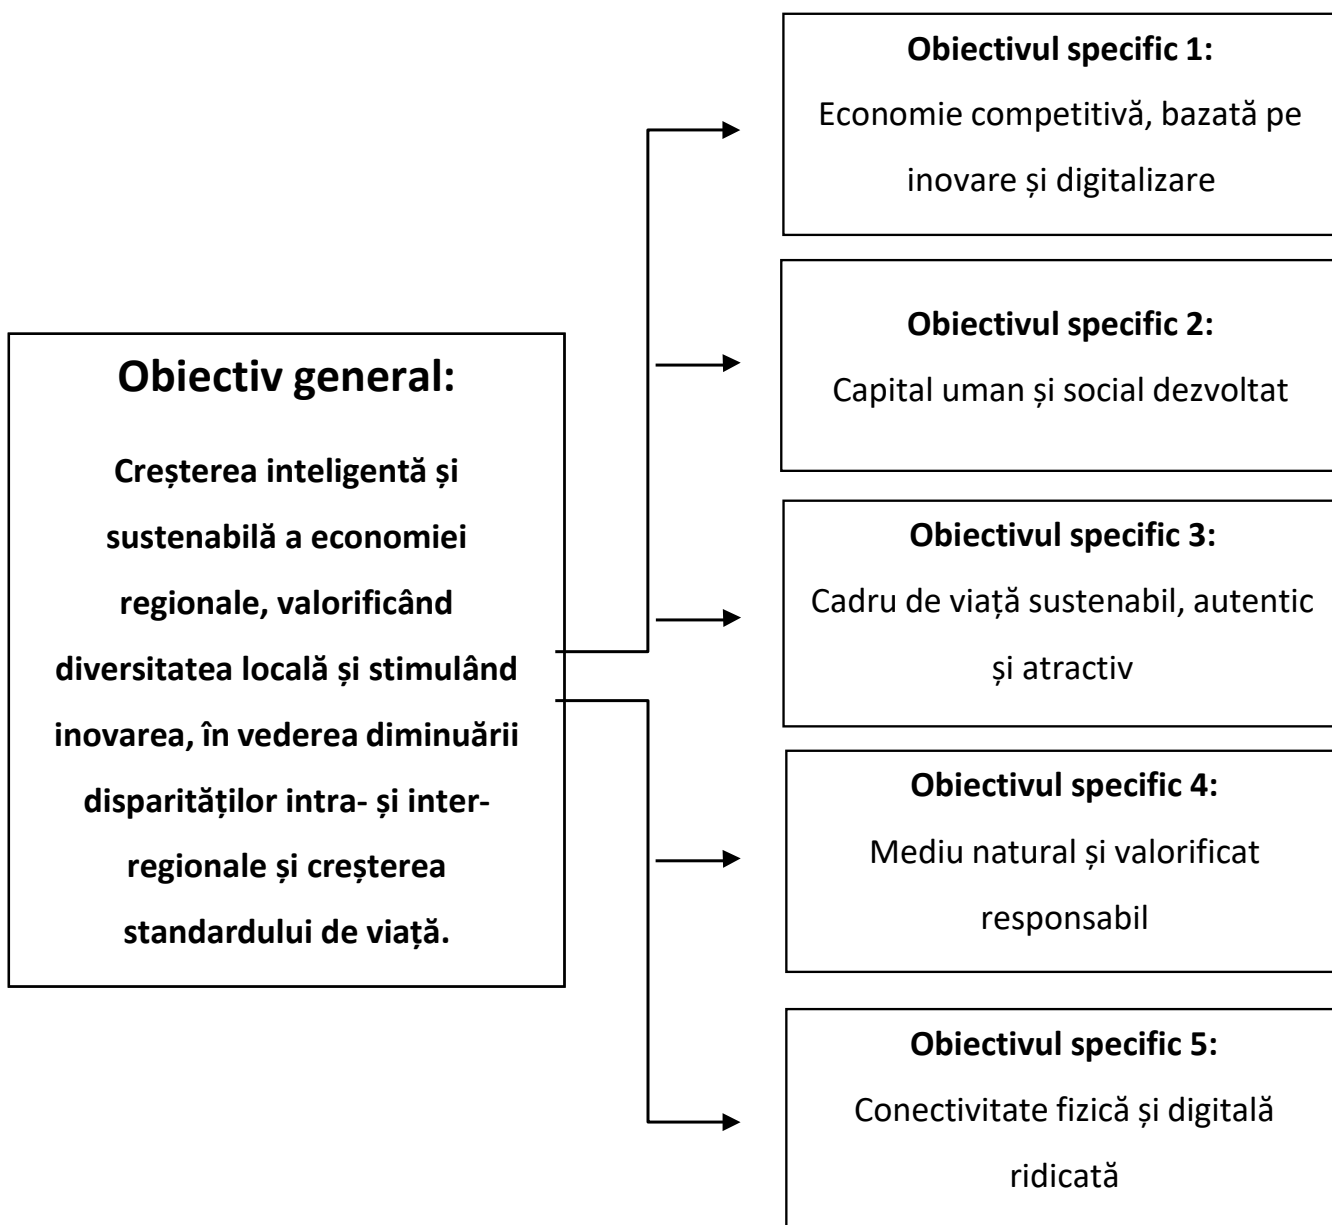 Obiectiv general:
Creșterea inteligentă și
sustenabilă a economiei
regionale, valorificând
diversitatea locală și stimulând
inovarea, în vederea diminuării
disparităților intra- și inter-
regionale și creșterea
standardului de viață.
Obiectivul specific 1:
Economie competitivă, bazată pe
inovare și digitalizare
Obiectivul specific 2:
Capital uman și social dezvoltat
Obiectivul specific 3:
Cadru de viață sustenabil, autentic
și atractiv
Obiectivul specific 4:
Mediu natural și valorificat
responsabil
Obiectivul specific 5:
Conectivitate fizică și digitală
ridicată